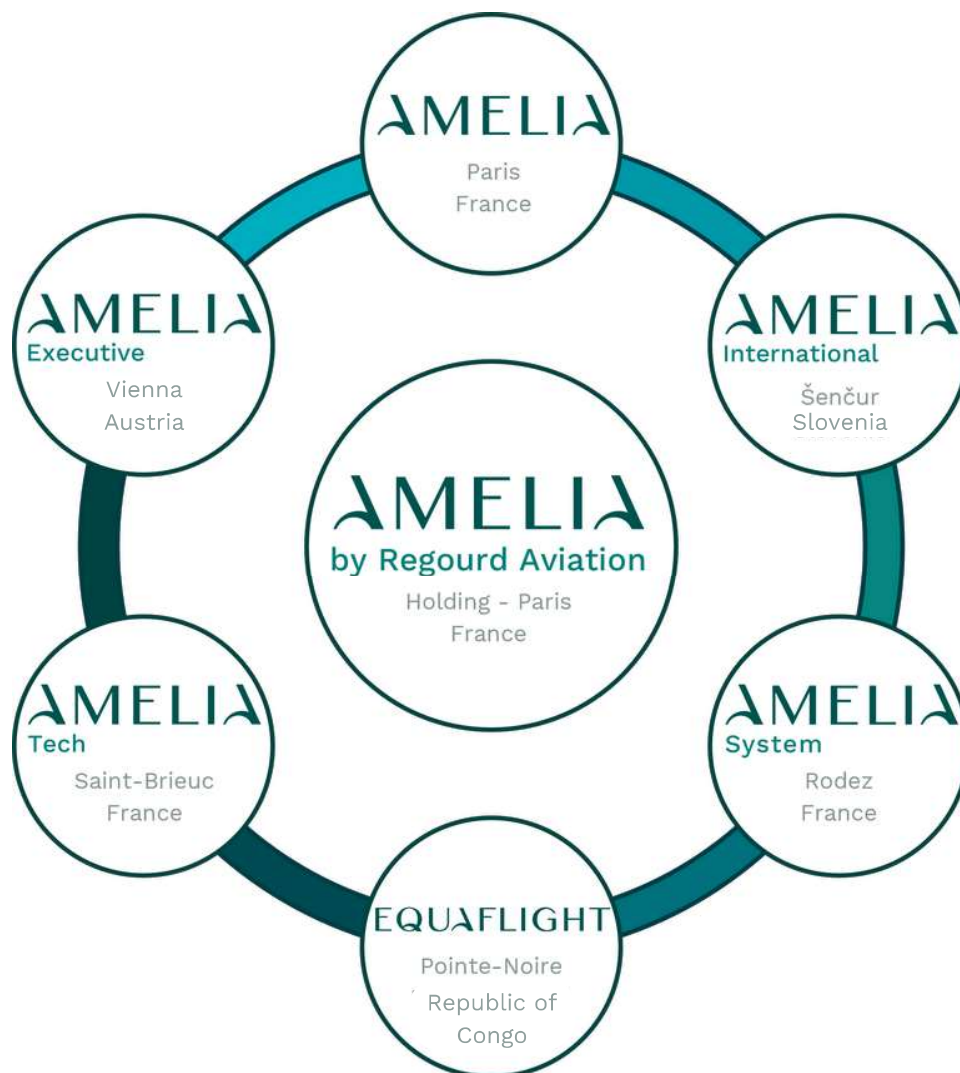 AMELIA
Paris
France
AMELIA
Executive
Vienna
Austria
AMELIA
International
Šenčur
Slovenia
AMELIA
by Regourd Aviation
Holding - Paris
France
AMELIA
Tech
Saint-Brieuc
France
AMELIA
System
Rodez
France
EQUAFLIGHT
Pointe-Noire
Republic of
Congo